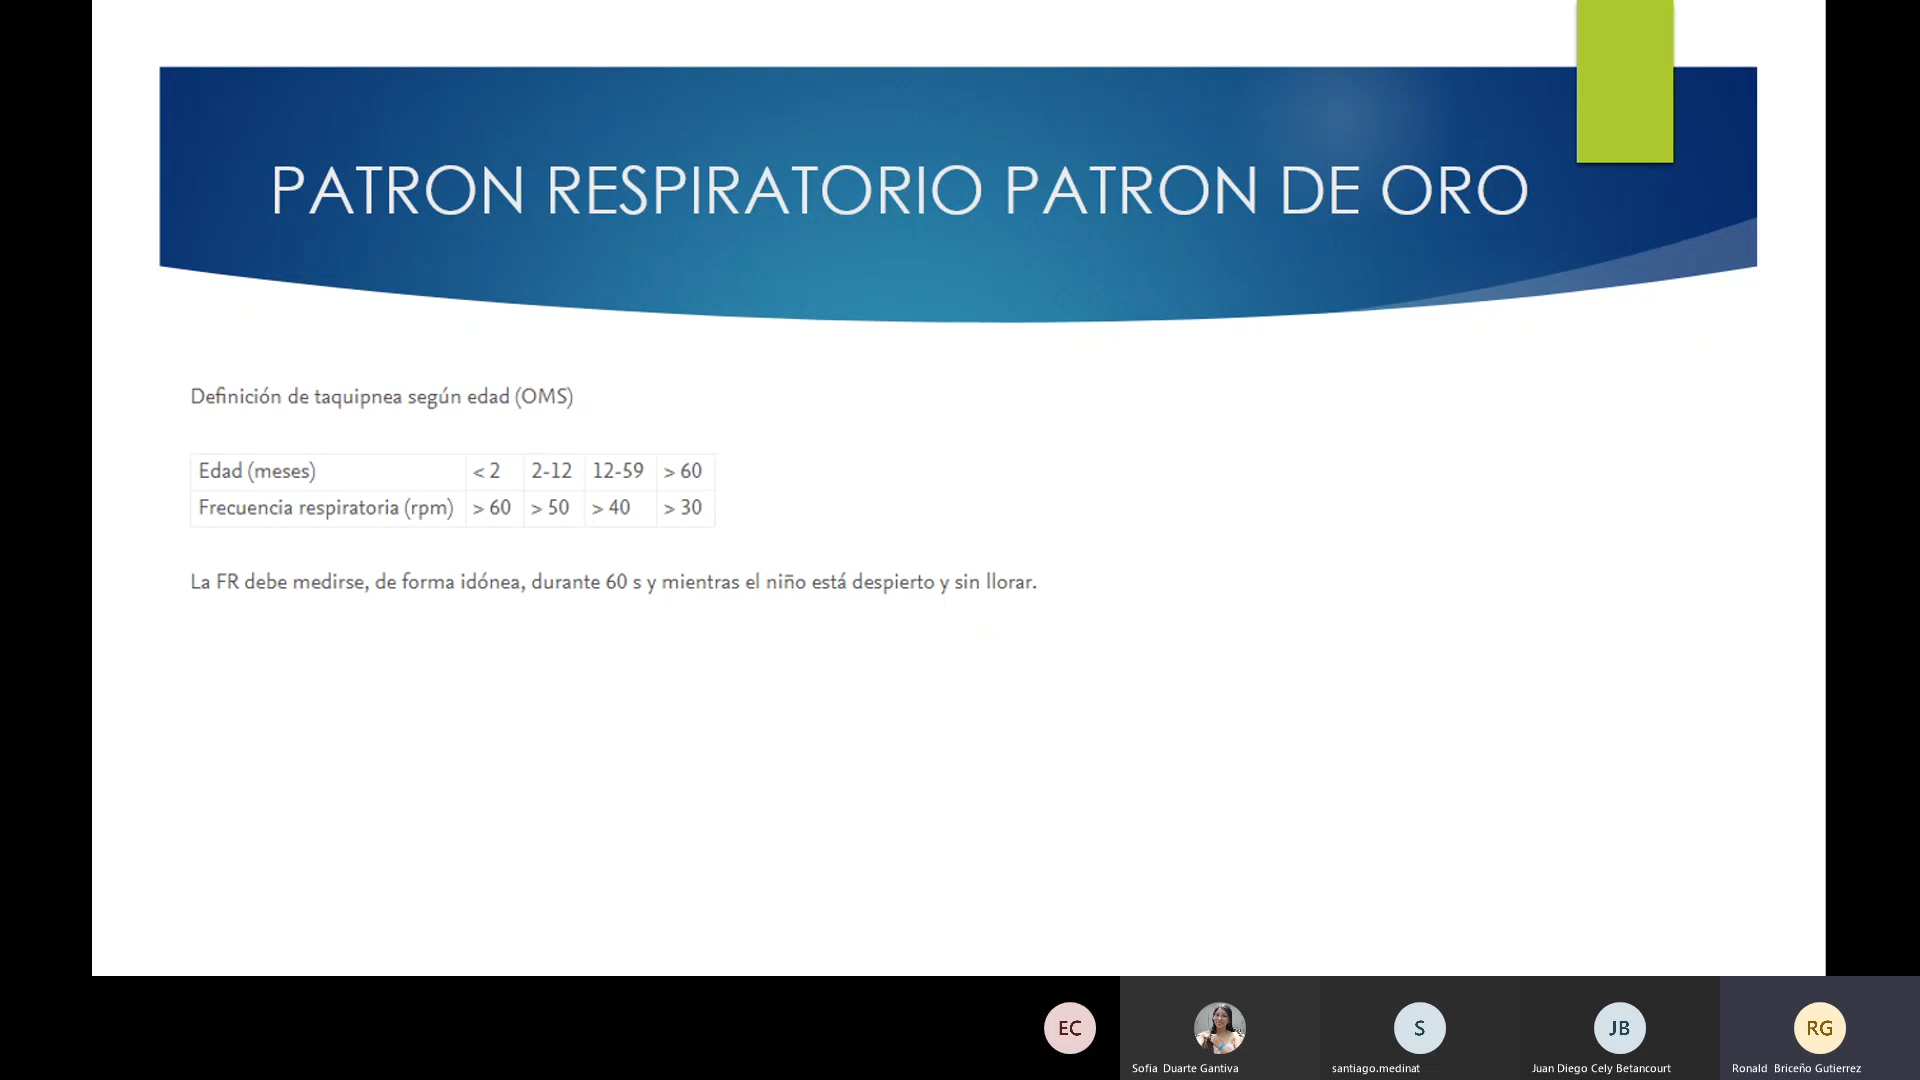 PATRON RESPIRATORIO PATRON DE ORO
Definición de taquipnea según edad (OMS)
Edad (meses) < 2 2-12 12-59 > 60
Frecuencia respiratoria (rpm) > 60 > 50 > 40 > 30
La FR debe medirse, de forma idónea, durante 60 s y mientras el niño está despierto y sin llorar.
EC
S
JB
RG
Sofia Duarte Gantiva
santiago.medinat
Juan Diego Cely Betancourt
Ronald Briceño Gutierrez